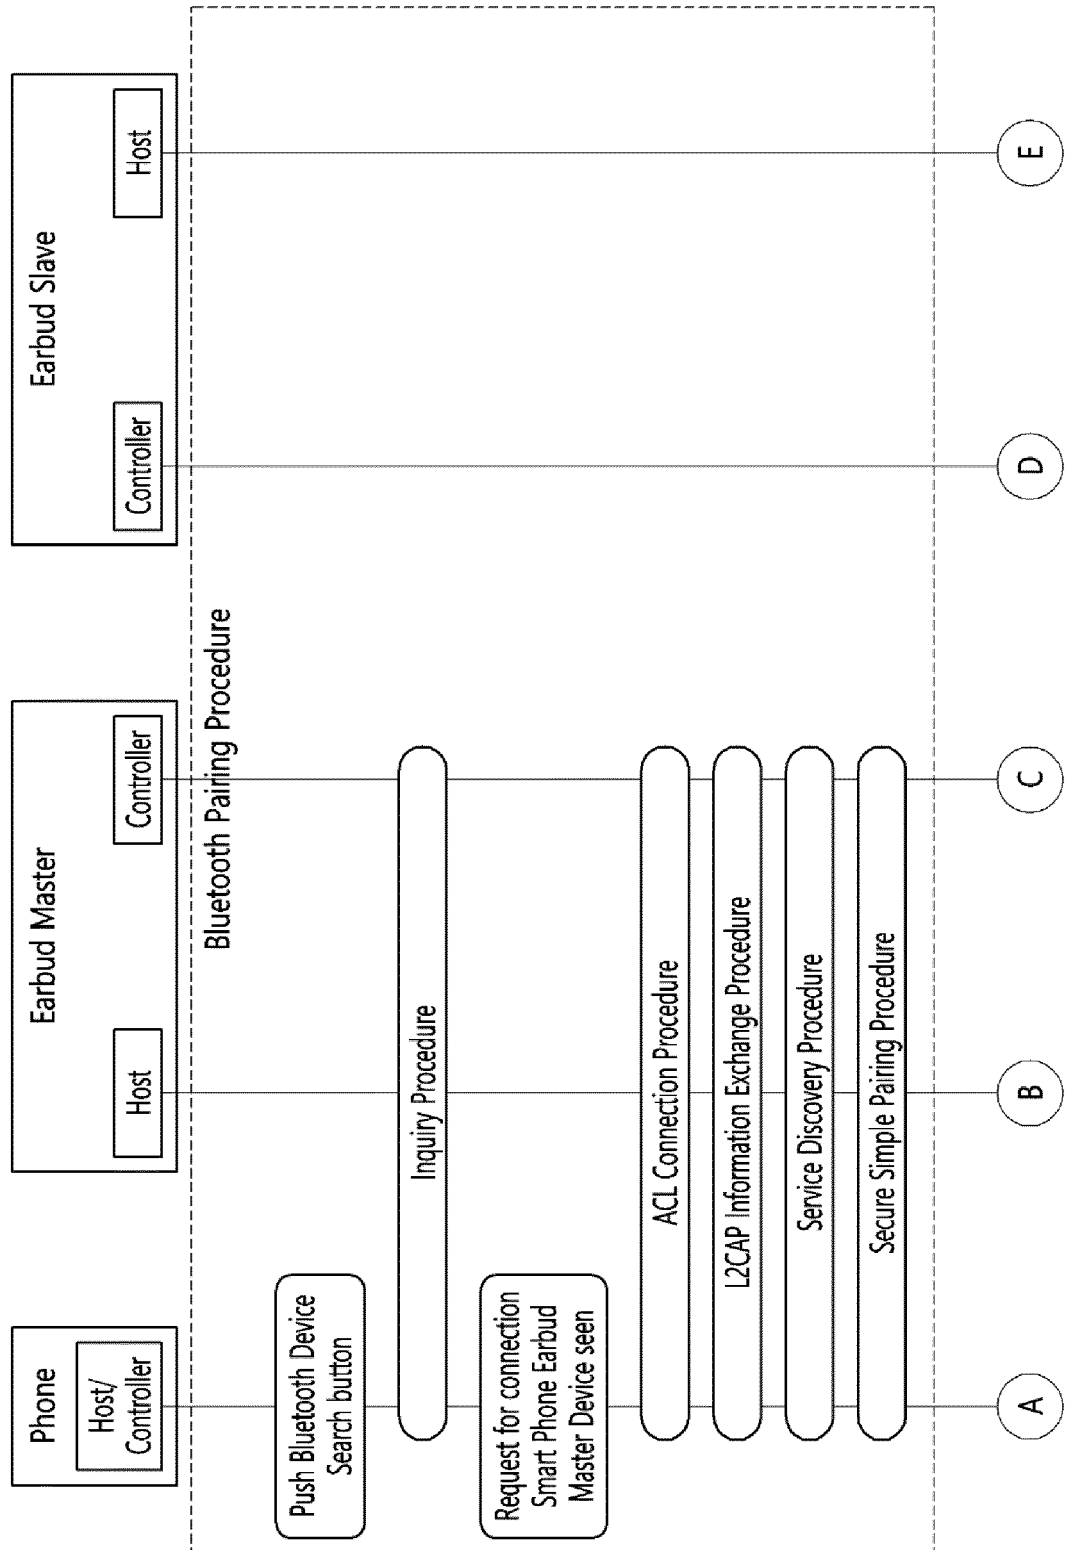 Phone
Host/
Controller
Earbud Master
Host
Controller
Earbud Slave
Controller
Host
Bluetooth Pairing Procedure
Push Bluetooth Device
Search button
Inquiry Procedure
Request for connection
Smart Phone Earbud
Master Device seen
ACL Connection Procedure
L2CAP Information Exchange Procedure
Service Discovery Procedure
Secure Simple Pairing Procedure
A
B
C
D
E